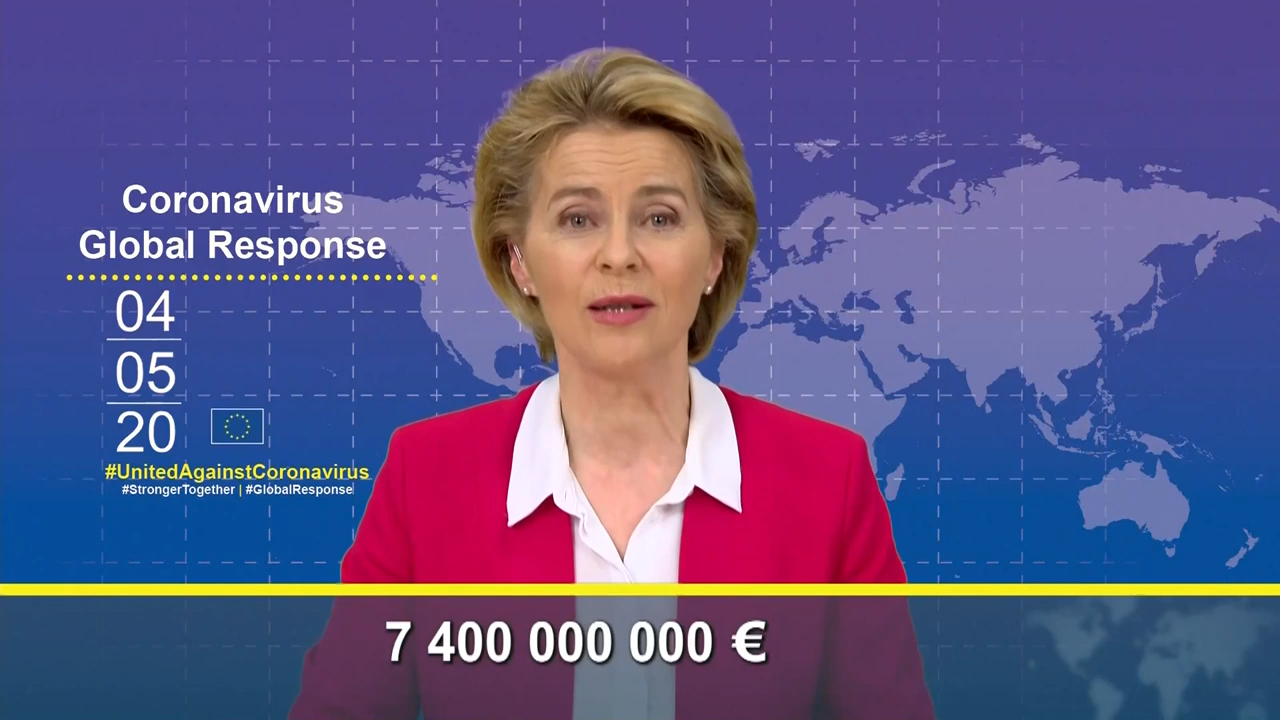 Coronavirus
Global Response
04
05
20
#UnitedAgainstCoronavirus
#StrongerTogether | #GlobalResponse
7 400 000 000 €